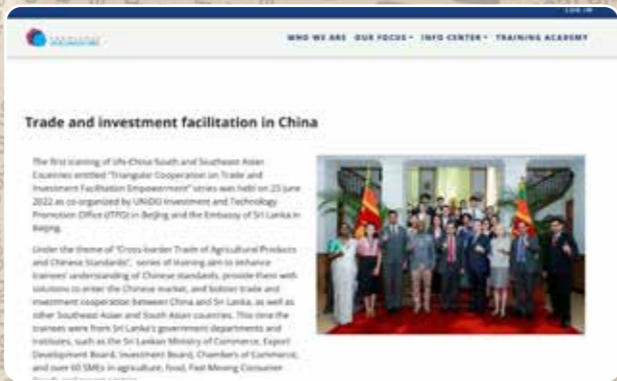 LOG IN
WHO WE ARE OUR FOCUS INFO CENTER TRAINING ACADEMY
Trade and investment facilitation in China
The first training of UN-China South and Southeast Asian
Countries entitled "Triangular Cooperation on Trade and
Investment Facilitation Empowerment" series was held on 23 June
2022 as co-organized by UNIDO Investment and Technology
Promotion Office (ITPO) in Beijing and the Embassy of Sri Lanka in
Beijing.
Under the theme of "Cross-border Trade of Agricultural Products
and Chinese Standards", series of training aim to enhance
trainees' understanding of Chinese standards, provide them with
solutions to enter the Chinese market, and bolster trade and
investment cooperation between China and Sri Lanka, as well as
other Southeast Asian and South Asian countries. This time the
trainees were from Sri Lanka's government departments and
institutes, such as the Sri Lankan Ministry of Commerce, Export
Development Board, Investment Board, Chambers of Commerce,
and over 60 SMEs in agriculture, food, Fast Moving Consumer